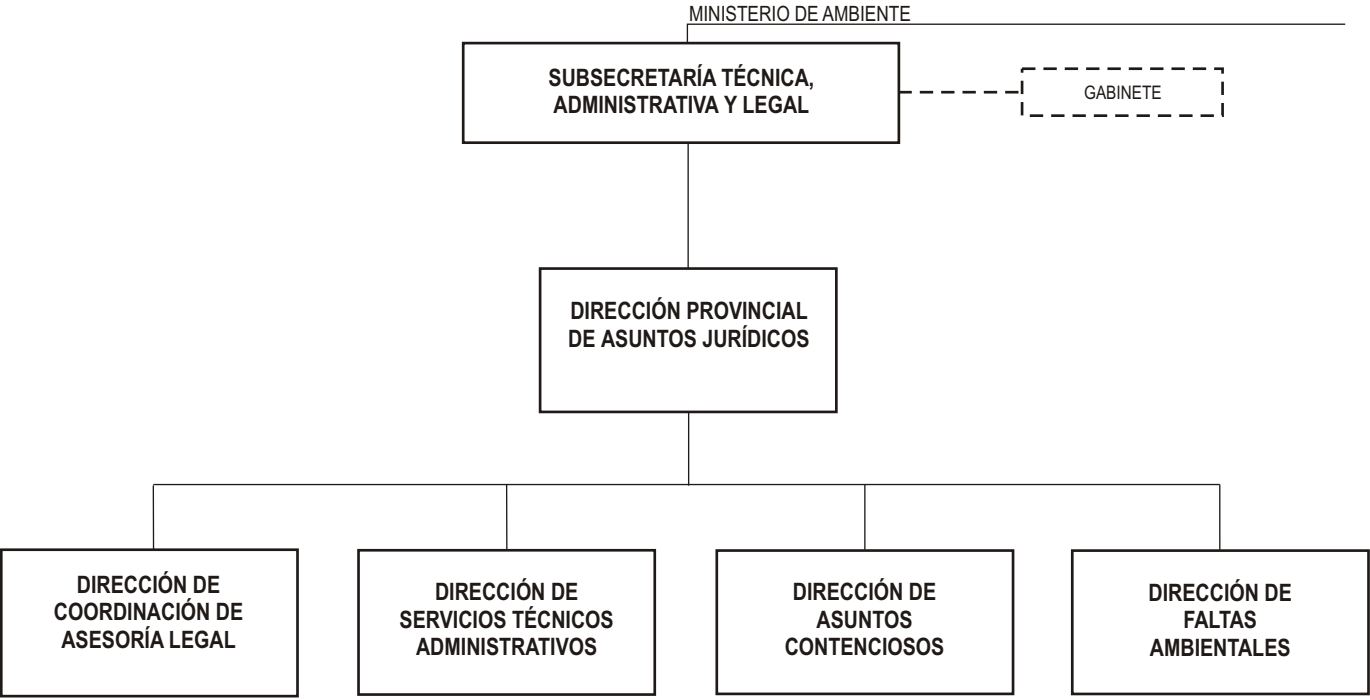 MINISTERIO DE AMBIENTE
SUBSECRETARÍA TÉCNICA,
ADMINISTRATIVA Y LEGAL
GABINETE
DIRECCIÓN PROVINCIAL
DE ASUNTOS JURÍDICOS
DIRECCIÓN DE
COORDINACIÓN DE
ASESORÍA LEGAL
DIRECCIÓN DE
SERVICIOS TÉCNICOS
ADMINISTRATIVOS
DIRECCIÓN DE
ASUNTOS
CONTENCIOSOS
DIRECCIÓN DE
FALTAS
AMBIENTALES